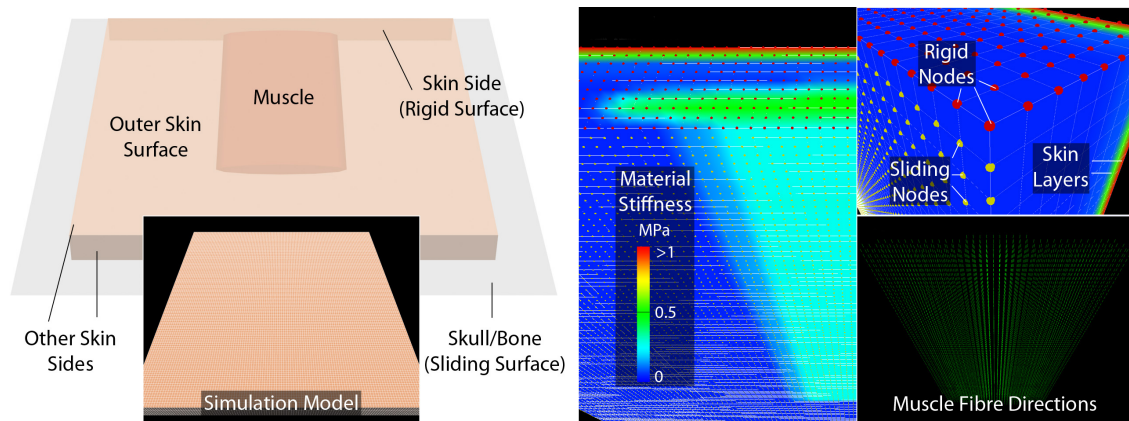 Muscle
Skin Side
(Rigid Surface)
Outer Skin
Surface
Other Skin
Sides
Simulation Model
Skull/Bone
(Sliding Surface)
Material
Stiffness
MPa
>1
0.5
0
Rigid
Nodes
Sliding
Nodes
Skin
Layers
Muscle Fibre Directions